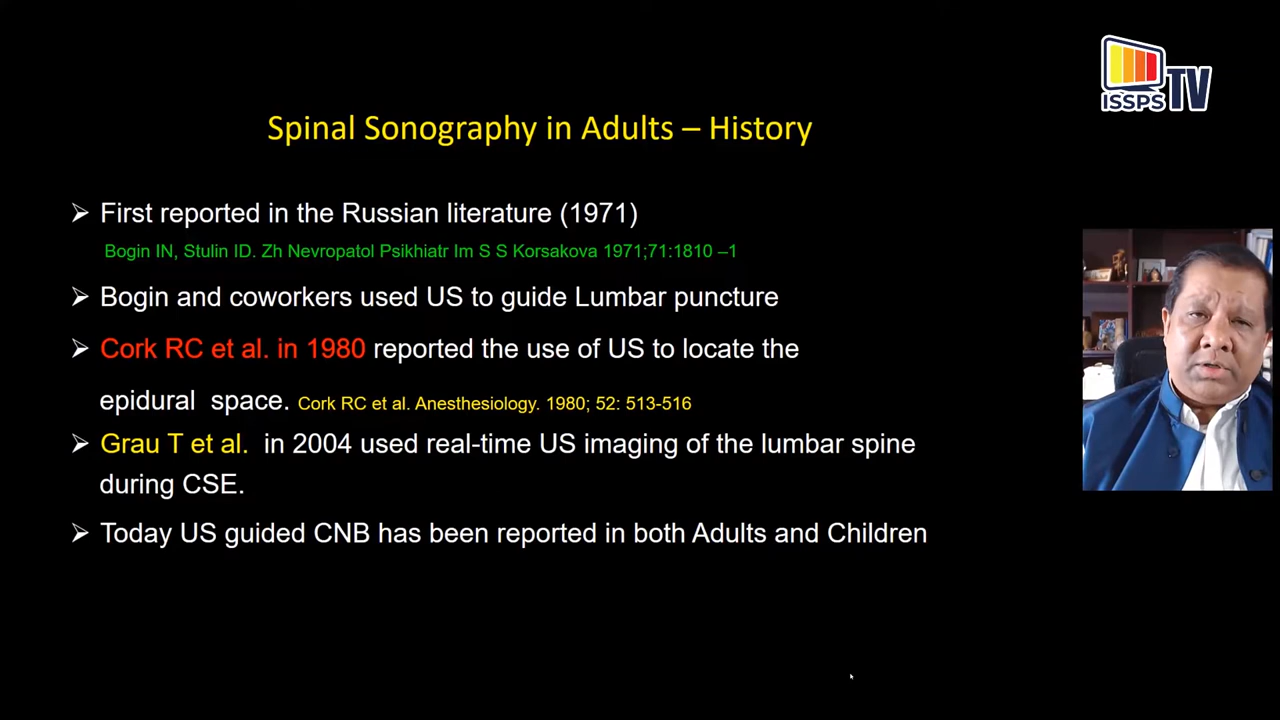 ISSPS TV
Spinal Sonography in Adults – History
➢ First reported in the Russian literature (1971)
Bogin IN, Stulin ID. Zh Nevropatol Psikhiatr Im S S Korsakova 1971;71:1810 –1
➢ Bogin and coworkers used US to guide Lumbar puncture
➢ Cork RC et al. in 1980 reported the use of US to locate the
epidural space. Cork RC et al. Anesthesiology. 1980; 52: 513-516
➢ Grau T et al. in 2004 used real-time US imaging of the lumbar spine
during CSE.
➢ Today US guided CNB has been reported in both Adults and Children